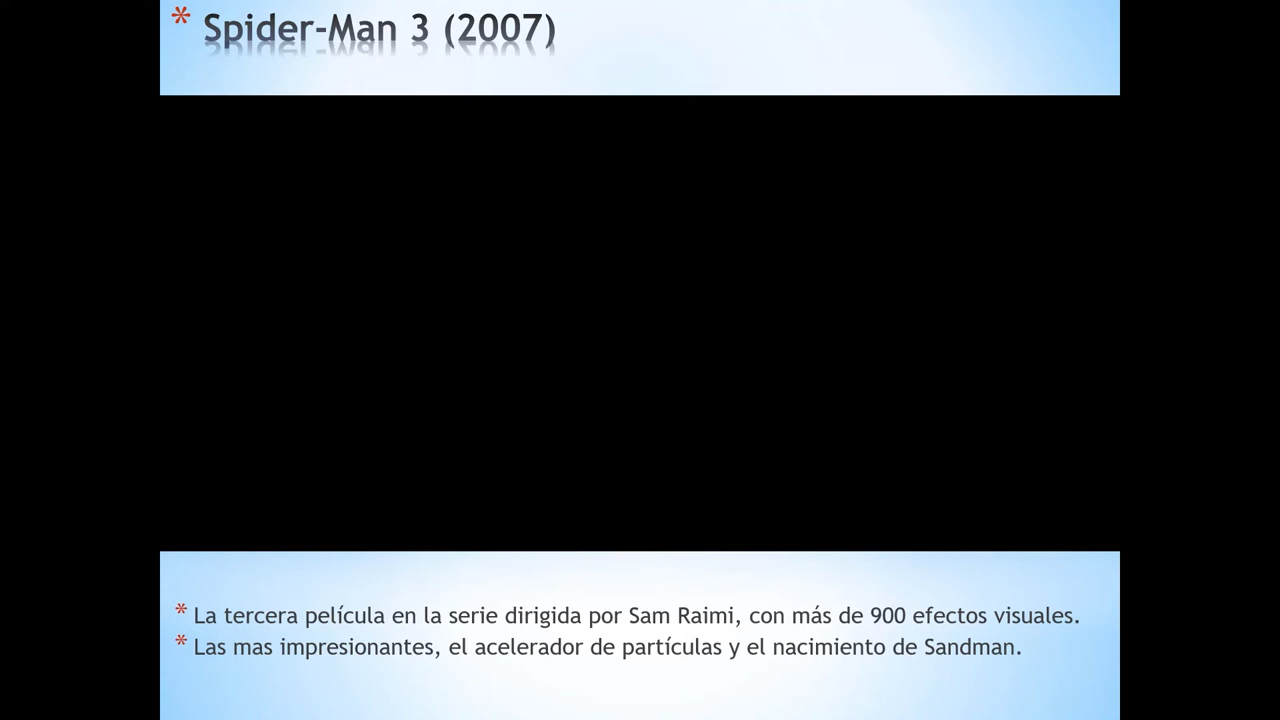 * Spider-Man 3 (2007)
* La tercera película en la serie dirigida por Sam Raimi, con más de 900 efectos visuales.
* Las mas impresionantes, el acelerador de partículas y el nacimiento de Sandman.